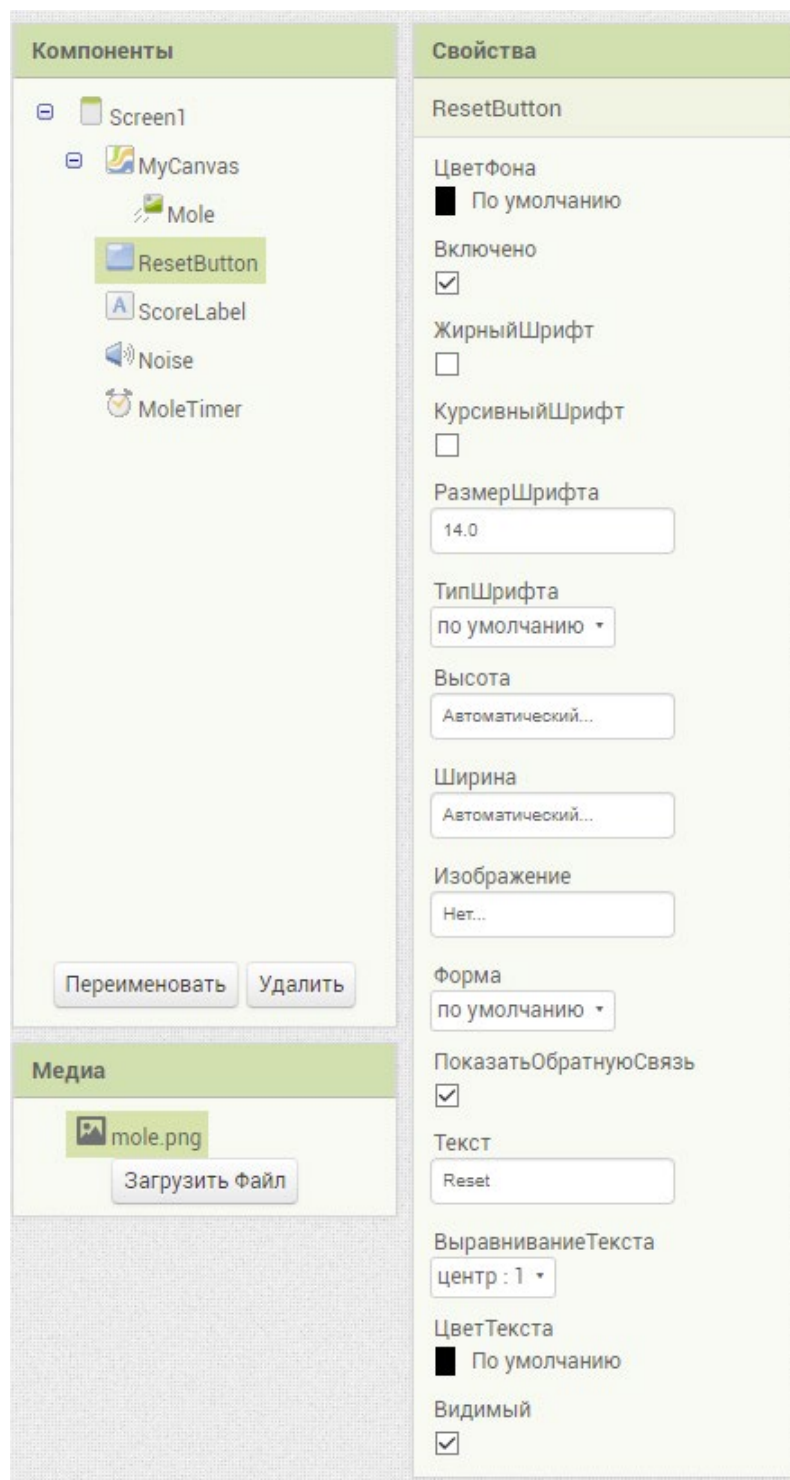 Компоненты
Screen1
MyCanvas
Mole
ResetButton
ScoreLabel
Noise
MoleTimer
Переименовать
Удалить
Медиа
mole.png
Загрузить Файл
Свойства
ResetButton
ЦветФона
По умолчанию
Включено
ЖирныйШрифт
КурсивныйШрифт
РазмерШрифта
14.0
ТипШрифта
по умолчанию
Высота
Автоматический...
Ширина
Автоматический...
Изображение
Нет...
Форма
по умолчанию
ПоказатьОбратнуюСвязь
Текст
Reset
ВыравниваниеТекста
центр : 1
ЦветТекста
По умолчанию
Видимый